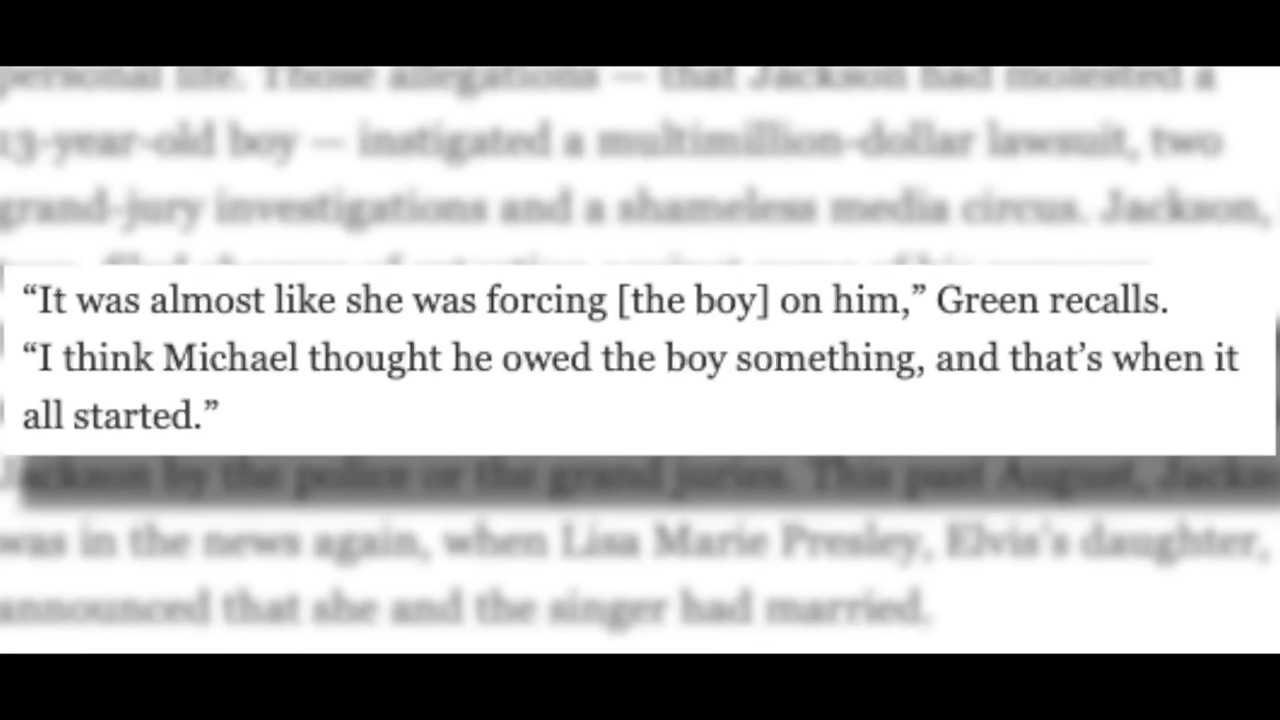 personal life. Those allegations — that Jackson had molested a
13-year-old boy — instigated a multimillion-dollar lawsuit, two
grand-jury investigations and a shameless media circus. Jackson,
“It was almost like she was forcing [the boy] on him,” Green recalls.
“I think Michael thought he owed the boy something, and that’s when it
all started.”
Jackson by the police or the grand juries. This past August,
was in the news again, when Lisa Marie Presley, Elvis's daughter,
announced that she and the singer had married.